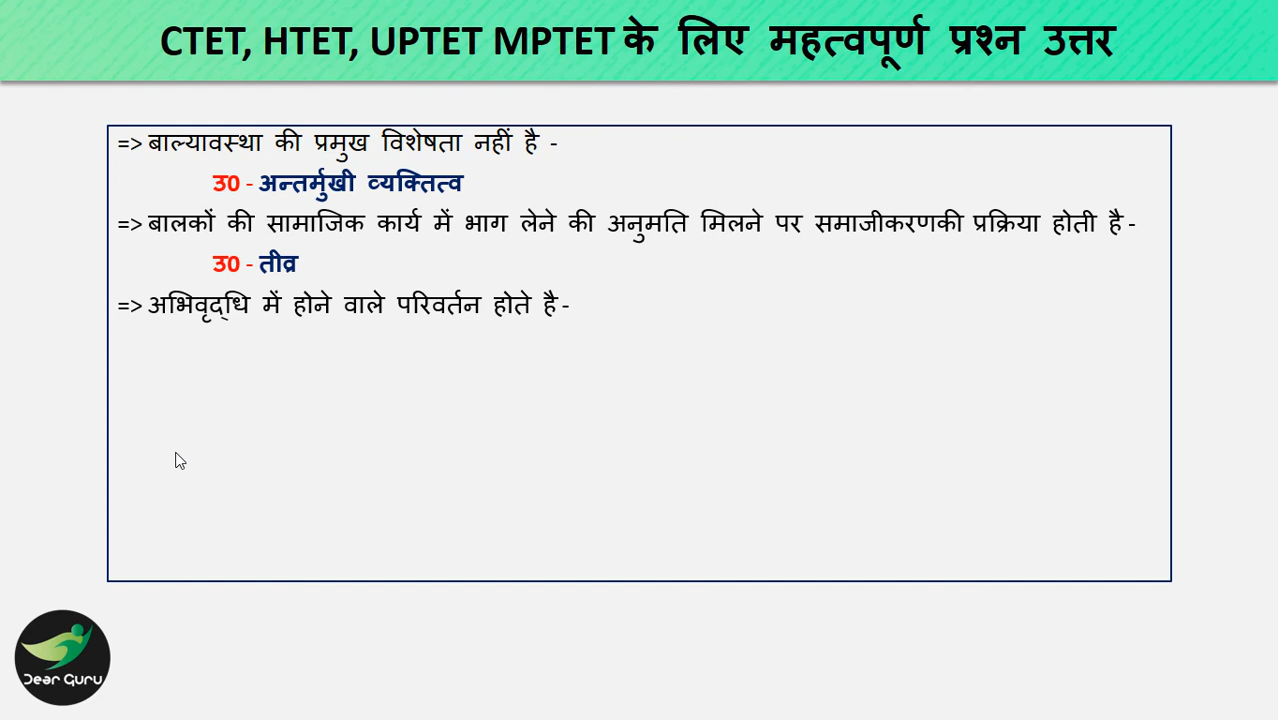 CTET, HTET, UPTET MPTET के लिए महत्वपूर्ण प्रश्न उत्तर
=> बाल्यावस्था की प्रमुख विशेषता नहीं है -
उ0 - अन्तर्मुखी व्यक्तित्व
=> बालकों की सामाजिक कार्य में भाग लेने की अनुमति मिलने पर समाजीकरणकी प्रक्रिया होती है -
उ0 - तीव्र
=> अभिवृद्धि में होने वाले परिवर्तन होते है -
Dear Guru